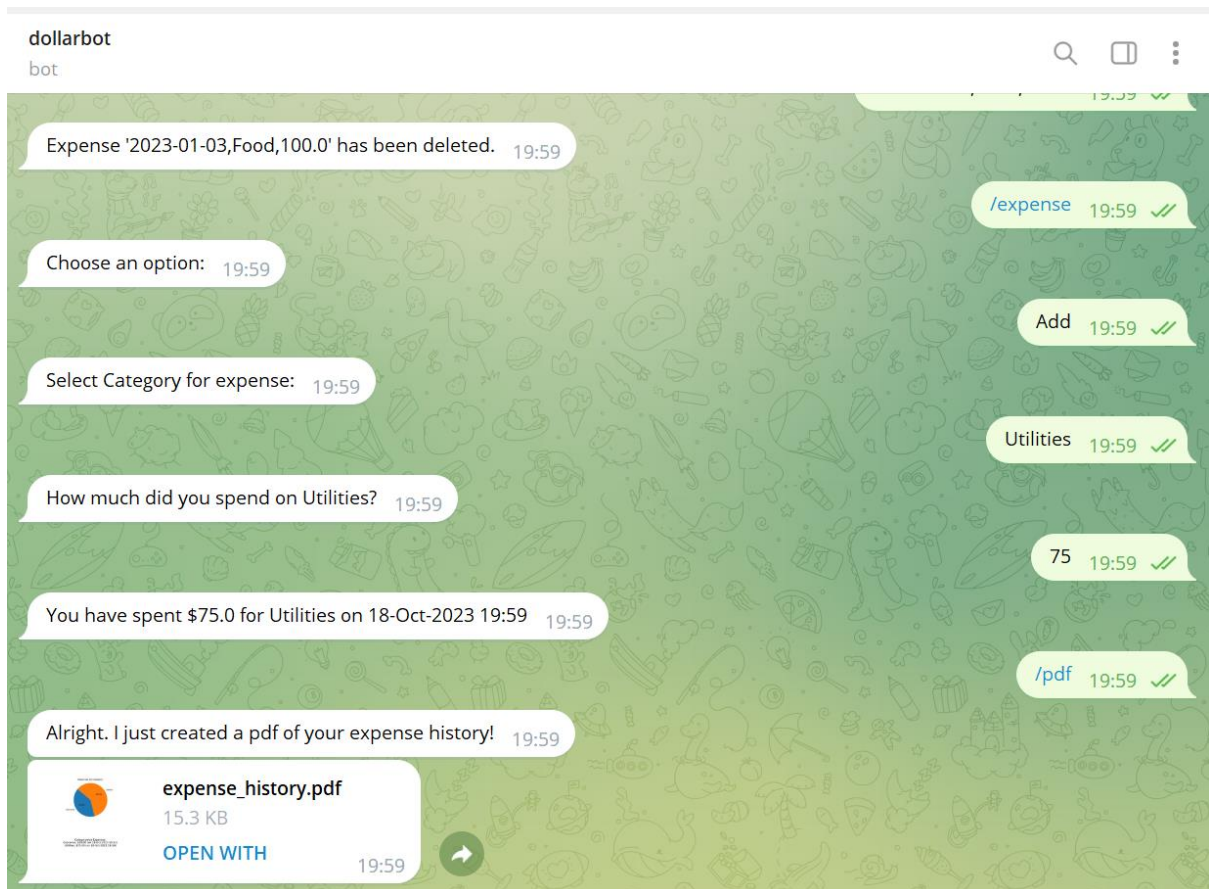 dollarbot
bot
19:59
Expense '2023-01-03,Food,100.0' has been deleted. 19:59
/expense 19:59
Choose an option: 19:59
Add 19:59
Select Category for expense: 19:59
Utilities 19:59
How much did you spend on Utilities? 19:59
75 19:59
You have spent $75.0 for Utilities on 18-Oct-2023 19:59 19:59
/pdf 19:59
Alright. I just created a pdf of your expense history! 19:59
expense_history.pdf
15.3 KB
OPEN WITH 19:59